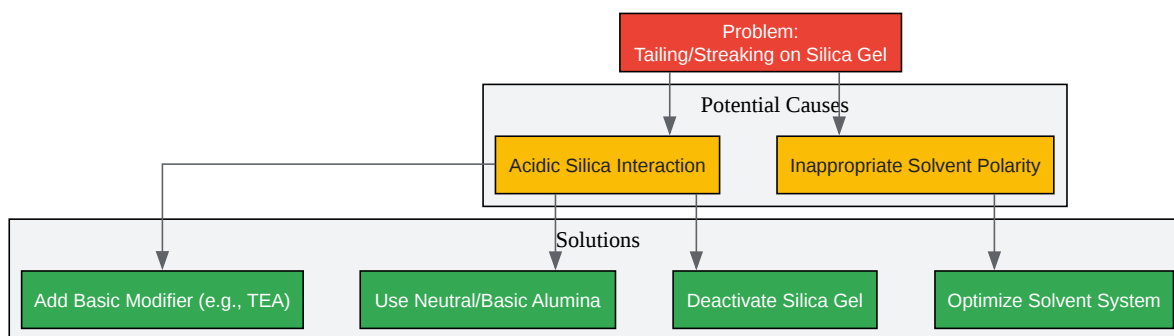 Problem:
Tailing/Streaking on Silica Gel
Potential Causes
Acidic Silica Interaction
Inappropriate Solvent Polarity
Solutions
Add Basic Modifier (e.g., TEA)
Use Neutral/Basic Alumina
Deactivate Silica Gel
Optimize Solvent System